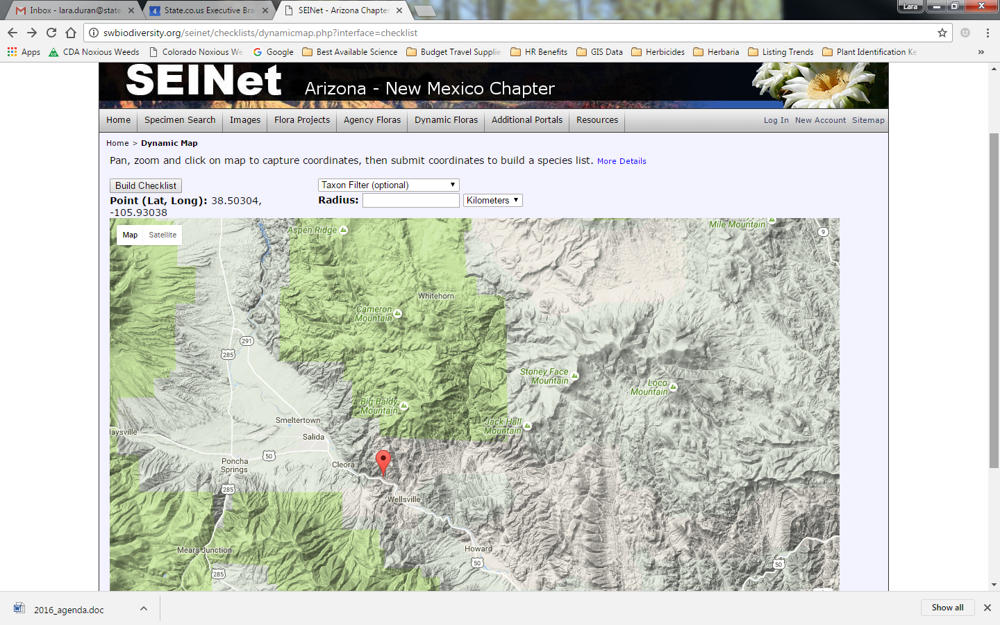 Inbox - lara.duran@state
State.co.us Executive Bra
SEINet - Arizona Chapter
Lara
swbiodiversity.org/seinet/checklists/dynamicmap.php?interface=checklist
Apps
CDA Noxious Weeds
Colorado Noxious We
Google
Best Available Science
Budget Travel Supplie
HR Benefits
GIS Data
Herbicides
Herbaria
Listing Trends
Plant Identification Ke
»
SEINet
Arizona - New Mexico Chapter
Home
Specimen Search
Images
Flora Projects
Agency Floras
Dynamic Floras
Additional Portals
Resources
Log In
New Account
Sitemap
Home > Dynamic Map
Pan, zoom and click on map to capture coordinates, then submit coordinates to build a species list. More Details
Build Checklist
Taxon Filter (optional)
Point (Lat, Long): 38.50304,
-105.93038
Radius:
Kilometers
Map
Satellite
Aspen Ridge
Mile Mountain
9
Whitehorn
Cameron
Mountain
291
285
Stoney Face
Mountain
Loco
Mountain
Big Baldy
Mountain
Jack Hall
Mountain
Smeltertown
Salida
Maysville
50
Poncha
Springs
Cleora
285
Wellsville
Mears Junction
Howard
50
50
285
2016_agenda.doc
Show all